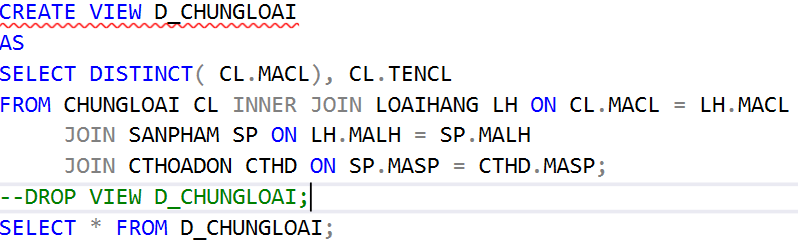 CREATE VIEW D_CHUNGLOAI
AS
SELECT DISTINCT( CL.MACL), CL.TENCL
FROM CHUNGLOAI CL INNER JOIN LOAIHANG LH ON CL.MACL = LH.MACL
JOIN SANPHAM SP ON LH.MALH = SP.MALH
JOIN CTHOADON CTHD ON SP.MASP = CTHD.MASP;
--DROP VIEW D_CHUNGLOAI;
SELECT * FROM D_CHUNGLOAI;